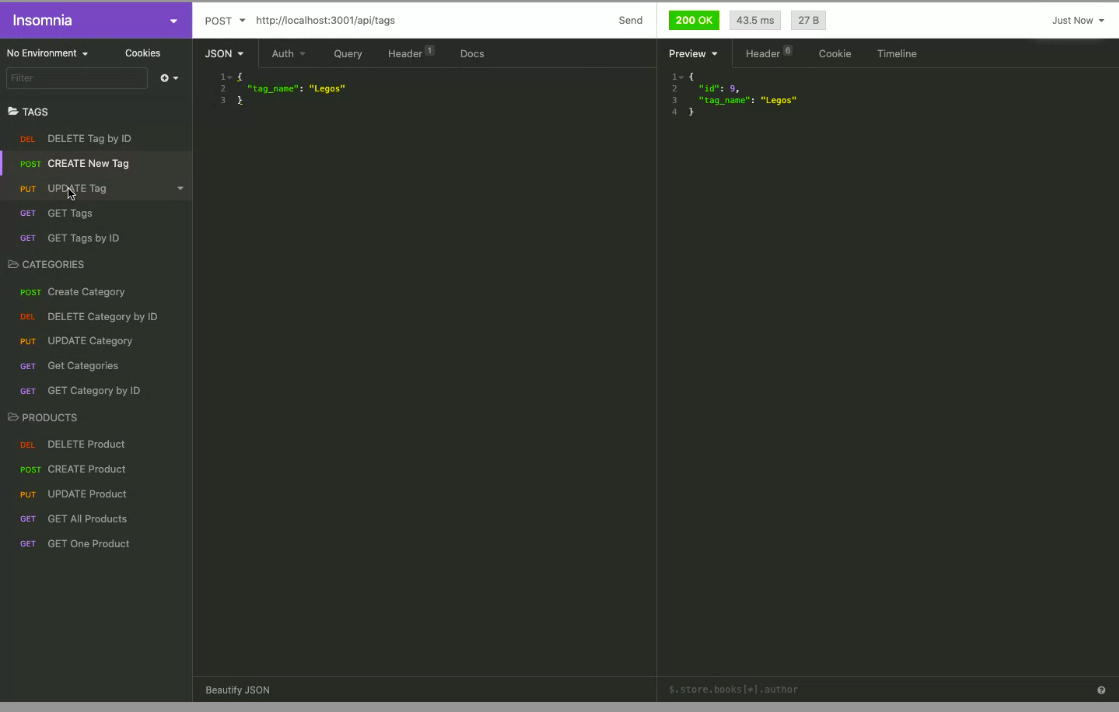 Insomnia
POST http://localhost:3001/api/tags Send
200 OK 43.5 ms 27 B Just Now
No Environment Cookies
JSON Auth Query Header 1 Docs
Preview Header 6 Cookie Timeline
Filter
1 {
2 "tag_name": "Legos"
3 }
1 {
2 "id": 9,
3 "tag_name": "Legos"
4 }
TAGS
DEL DELETE Tag by ID
POST CREATE New Tag
PUT UPDATE Tag
GET GET Tags
GET GET Tags by ID
CATEGORIES
POST Create Category
DEL DELETE Category by ID
PUT UPDATE Category
GET Get Categories
GET GET Category by ID
PRODUCTS
DEL DELETE Product
POST CREATE Product
PUT UPDATE Product
GET GET All Products
GET GET One Product
Beautify JSON
$.store.books[*].author